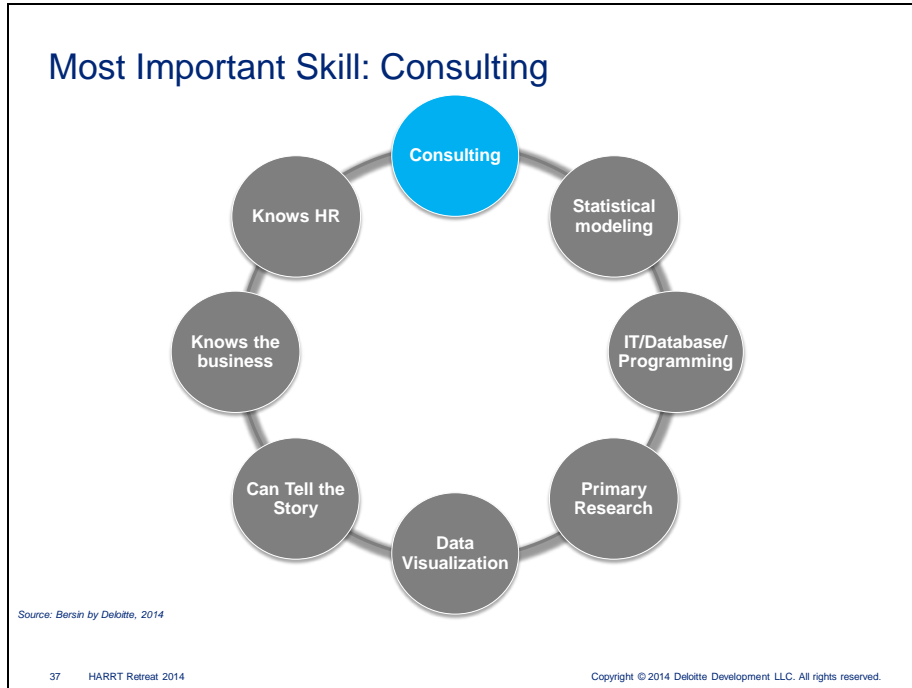 Most Important Skill: Consulting
Consulting
Statistical
modeling
IT/Database/
Programming
Primary
Research
Data
Visualization
Can Tell the
Story
Knows the
business
Knows HR
Source: Bersin by Deloitte, 2014
37 HARRT Retreat 2014
Copyright © 2014 Deloitte Development LLC. All rights reserved.